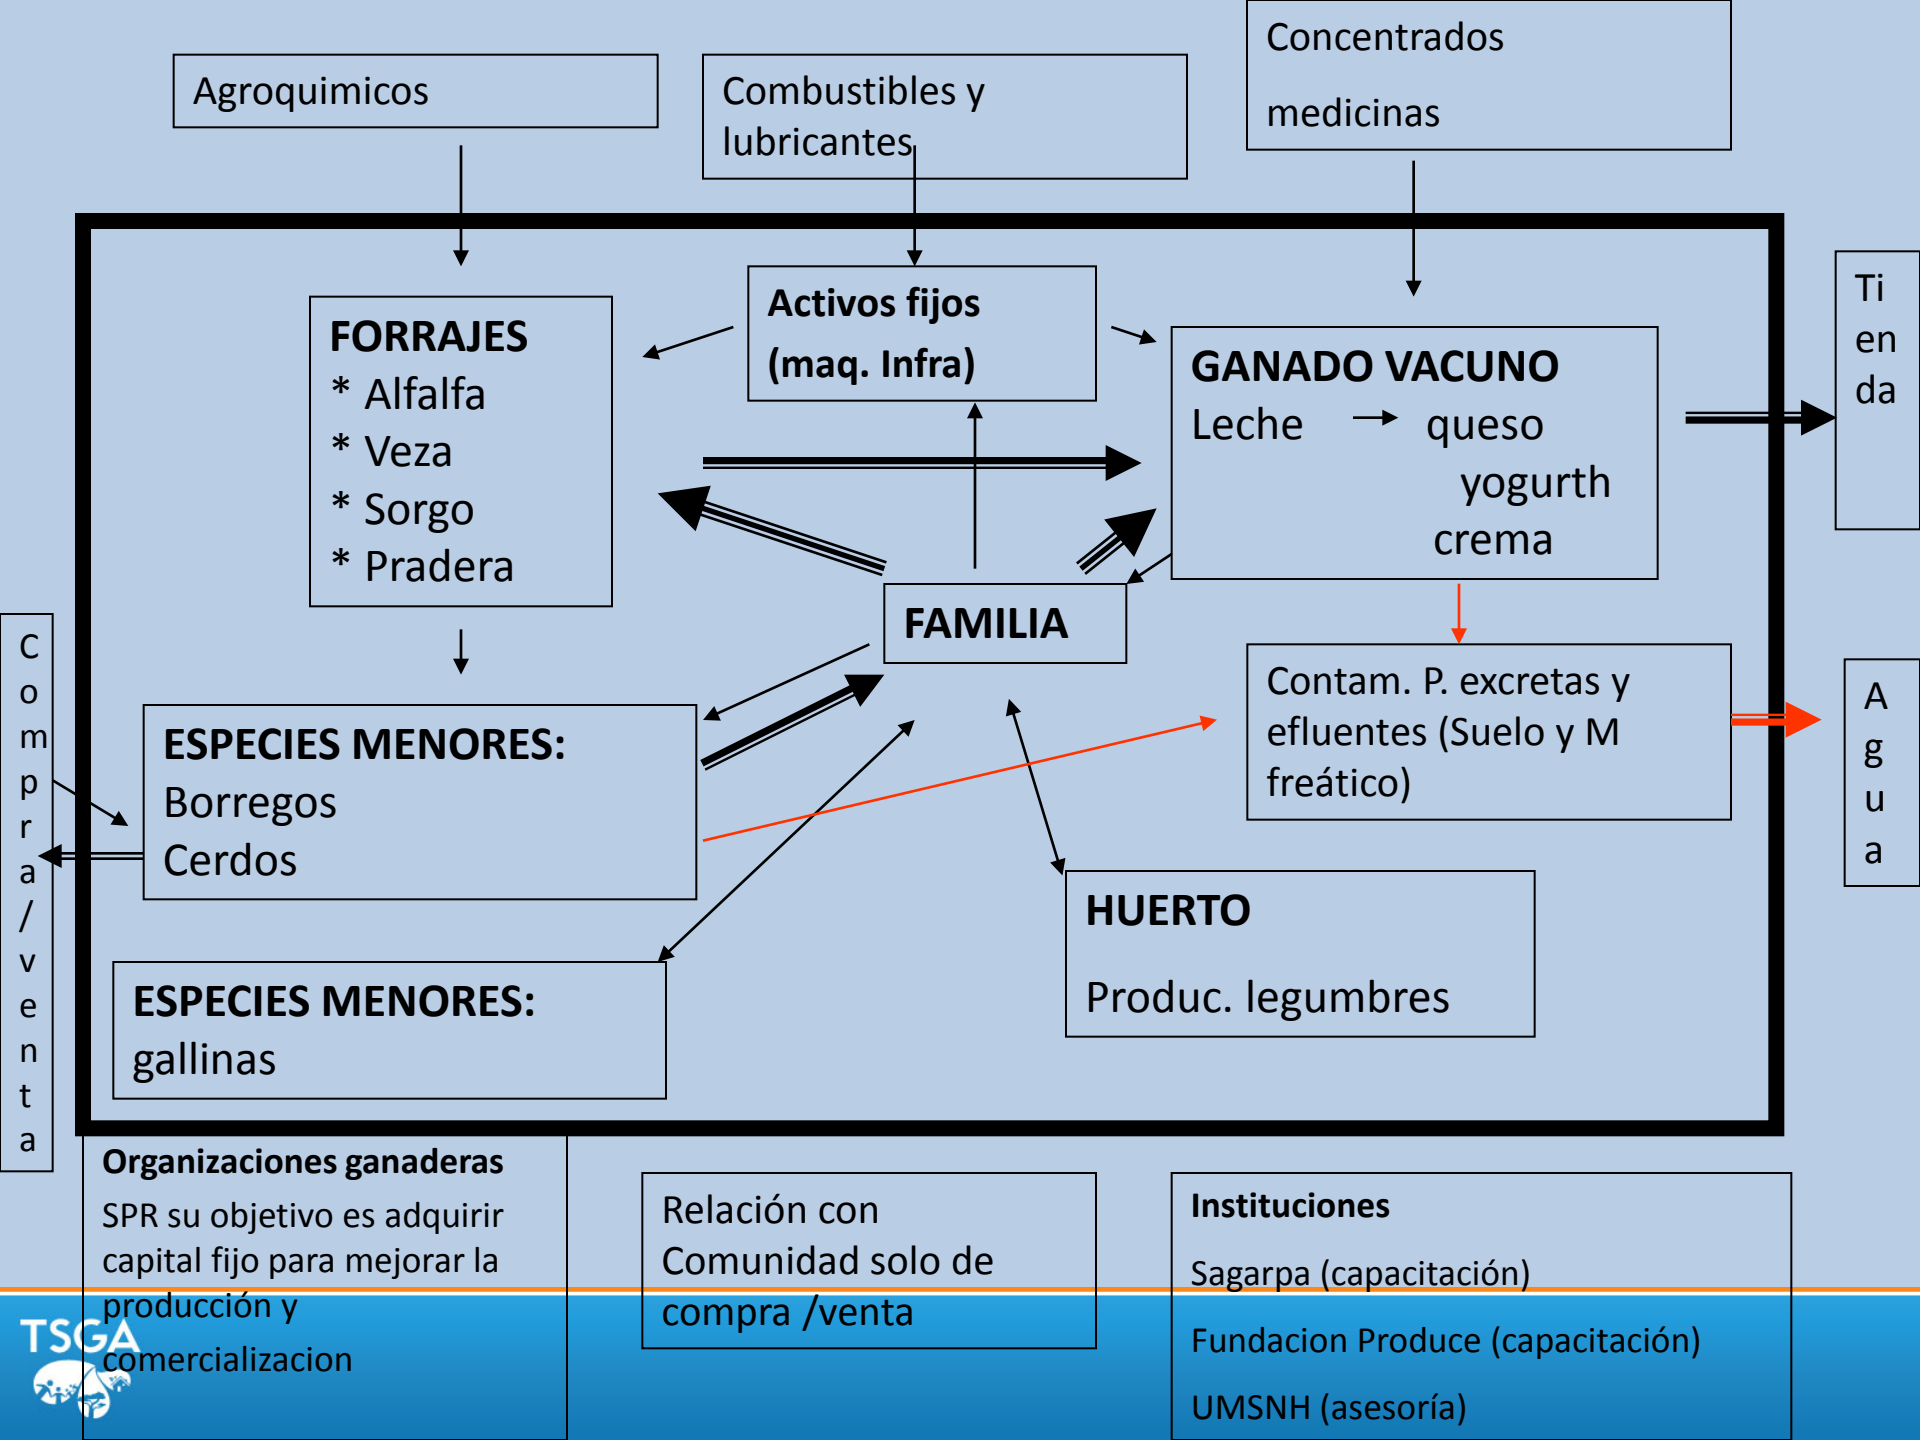 Agroquimicos
Combustibles y
lubricantes
Concentrados
medicinas
Activos fijos
(maq. Infra)
FORRAJES
* Alfalfa
* Veza
* Sorgo
* Pradera
GANADO VACUNO
Leche queso
yogurth
crema
Ti
en
da
FAMILIA
C
o
m
p
r
a
/
v
e
n
t
a
ESPECIES MENORES:
Borregos
Cerdos
Contam. P. excretas y
efluentes (Suelo y M
freático)
A
g
u
a
HUERTO
Produc. legumbres
ESPECIES MENORES:
gallinas
Organizaciones ganaderas
SPR su objetivo es adquirir
capital fijo para mejorar la
producción y
comercializacion
Relación con
Comunidad solo de
compra /venta
Instituciones
Sagarpa (capacitación)
Fundacion Produce (capacitación)
UMSNH (asesoría)
TSGA